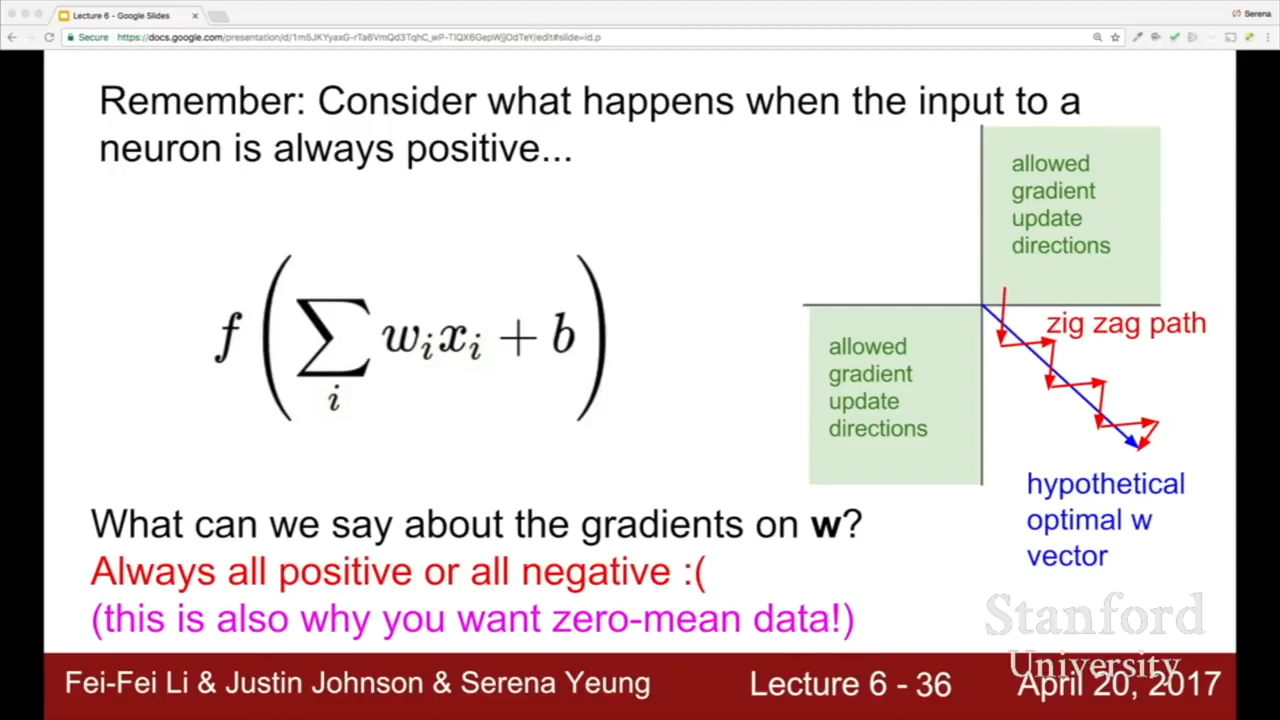 Lecture 6 - Google Slides
Serena
Secure
Remember: Consider what happens when the input to a
neuron is always positive...
allowed
gradient
update
directions
f(∑ᵢ wᵢxᵢ + b)
zig zag path
allowed
gradient
update
directions
hypothetical
optimal w
vector
What can we say about the gradients on w?
Always all positive or all negative :(
(this is also why you want zero-mean data!)
Stanford
University
Fei-Fei Li & Justin Johnson & Serena Yeung
Lecture 6 - 36
April 20, 2017